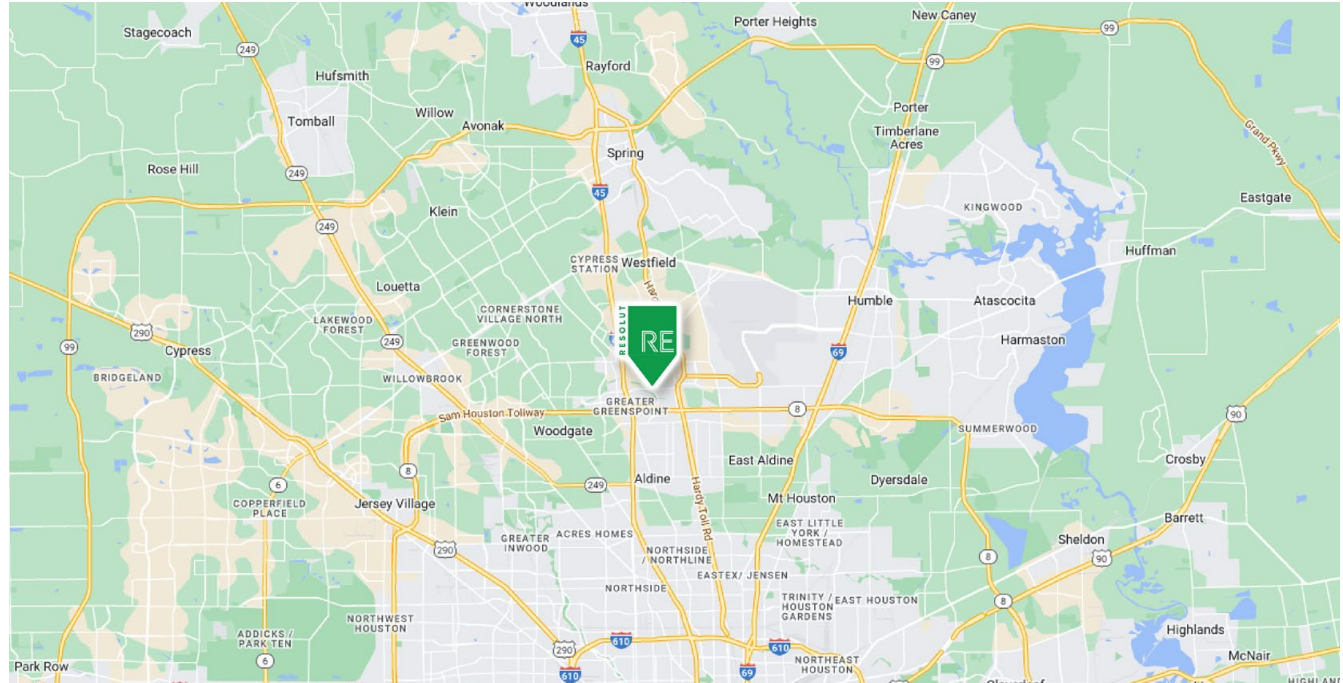 Woodlands
Porter Heights
New Caney
Stagecoach
99
45
249
Rayford
99
Hufsmith
Porter
Willow
Tomball
Avonak
Timberlane
Acres
Grand Pkwy
Spring
Rose Hill
249
45
Eastgate
KINGWOOD
Klein
249
Huffman
CYPRESS
STATION
Westfield
Louetta
Humble
Atascocita
CORNERSTONE
VILLAGE NORTH
LAKEWOOD
FOREST
290
RESOLUT
RE
Harmaston
249
GREENWOOD
FOREST
99
Cypress
69
BRIDGELAND
WILLOWBROOK
GREATER
GREENSPOINT
8
Sam Houston Tollway
90
Woodgate
SUMMERWOOD
East Aldine
Crosby
8
Aldine
Dyersdale
6
249
Hardy Toll Rd
COPPERFIELD
PLACE
Jersey Village
Mt Houston
Barrett
EAST LITTLE
YORK /
HOMESTEAD
GREATER
INWOOD
ACRES HOMES
Sheldon
290
NORTHSIDE
/ NORTHLINE
8
90
EASTEX/ JENSEN
NORTHSIDE
TRINITY /
HOUSTON
GARDENS
EAST HOUSTON
8
NORTHWEST
HOUSTON
Highlands
ADDICKS /
PARK TEN
610
610
290
6
NORTHEAST
HOUSTON
McNair
Park Row
610
69